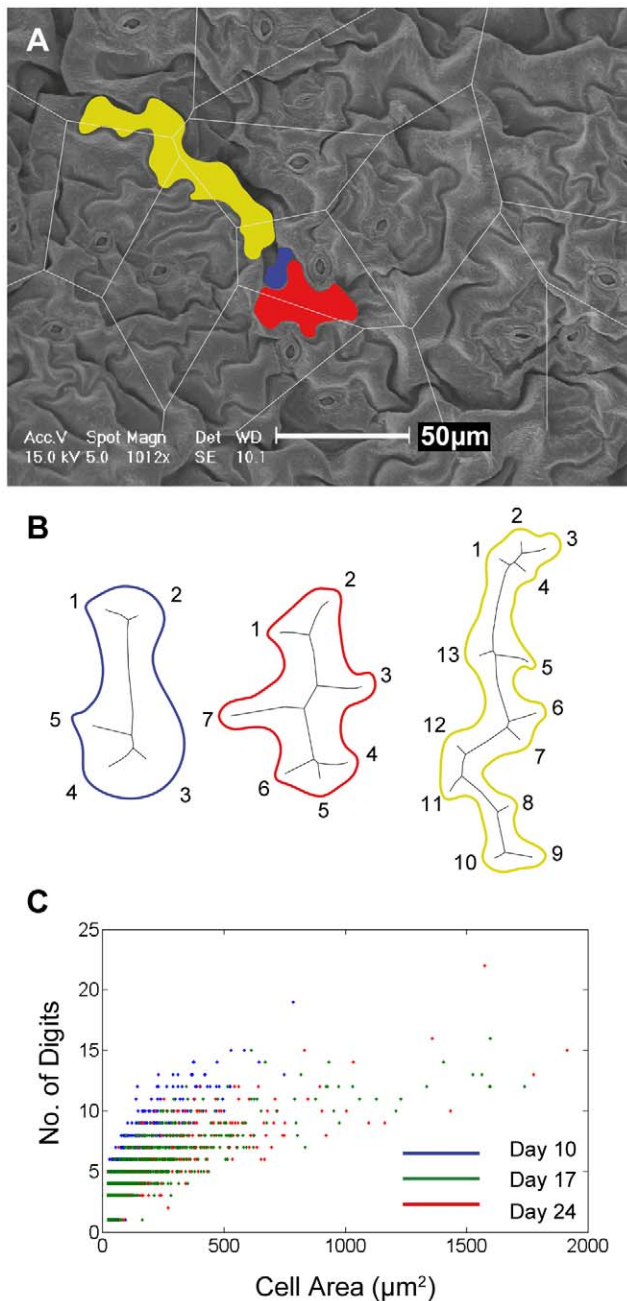 A
Acc.V Spot Magn Det WD
15.0 kV 5.0 1012x SE 10.1
50µm
B
1 2 5 4 3
1 2 3 7 4 6 5
1 2 3 4 13 5 6 12 7 11 8 10 9
C
No. of Digits
25
20
15
10
5
0
Day 10
Day 17
Day 24
0 500 1000 1500 2000
Cell Area (µm²)